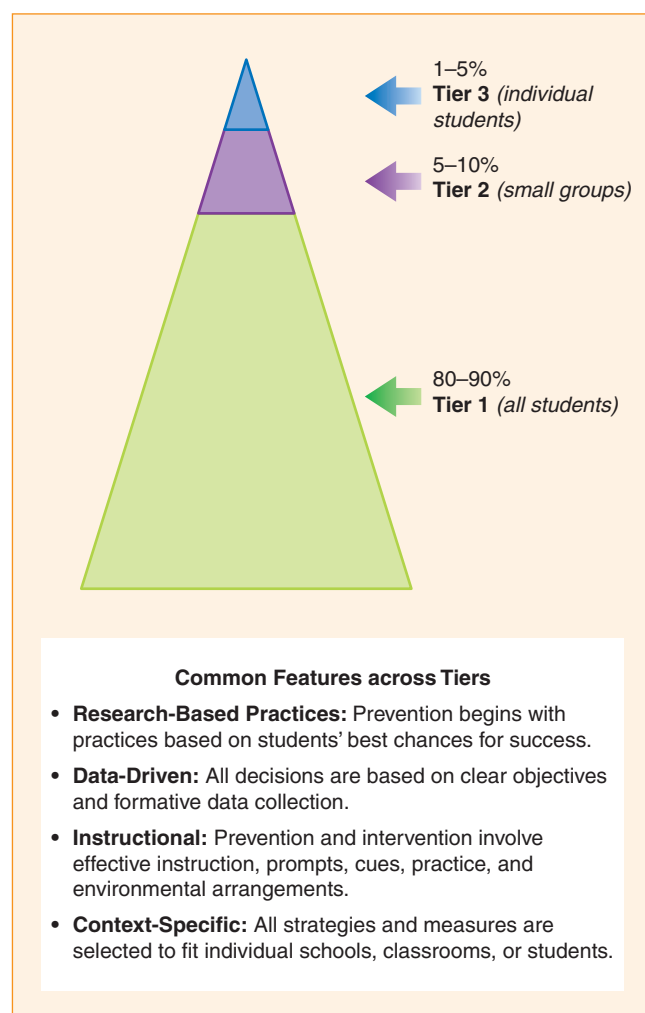 1–5%
Tier 3 (individual
students)
5–10%
Tier 2 (small groups)
80–90%
Tier 1 (all students)
Common Features across Tiers
• Research-Based Practices: Prevention begins with
practices based on students’ best chances for success.
• Data-Driven: All decisions are based on clear objectives
and formative data collection.
• Instructional: Prevention and intervention involve
effective instruction, prompts, cues, practice, and
environmental arrangements.
• Context-Specific: All strategies and measures are
selected to fit individual schools, classrooms, or students.